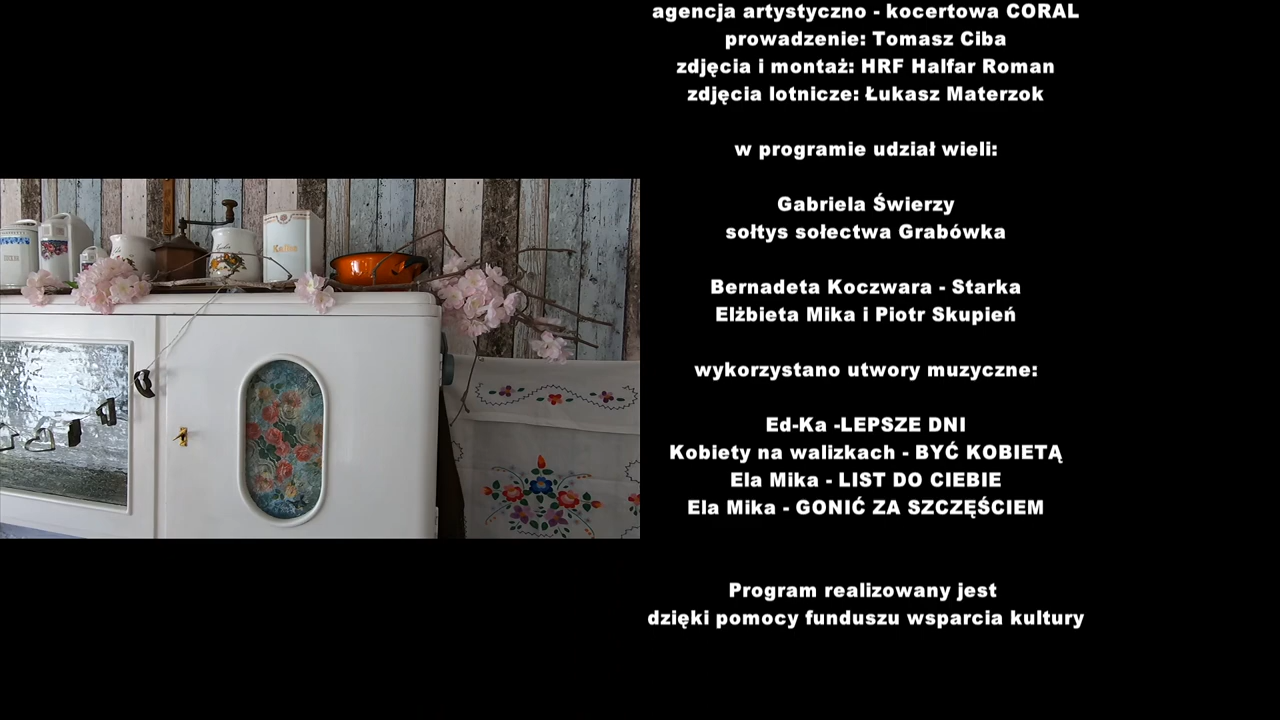 agencja artystyczno - kocertowa CORAL
prowadzenie: Tomasz Ciba
zdjęcia i montaż: HRF Halfar Roman
zdjęcia lotnicze: Łukasz Materzok
w programie udział wieli:
Gabriela Świerzy
sołtys sołectwa Grabówka
Bernadeta Koczwara - Starka
Elżbieta Mika i Piotr Skupień
wykorzystano utwory muzyczne:
Ed-Ka -LEPSZE DNI
Kobiety na walizkach - BYĆ KOBIETĄ
Ela Mika - LIST DO CIEBIE
Ela Mika - GONIĆ ZA SZCZĘŚCIEM
Program realizowany jest
dzięki pomocy funduszu wsparcia kultury